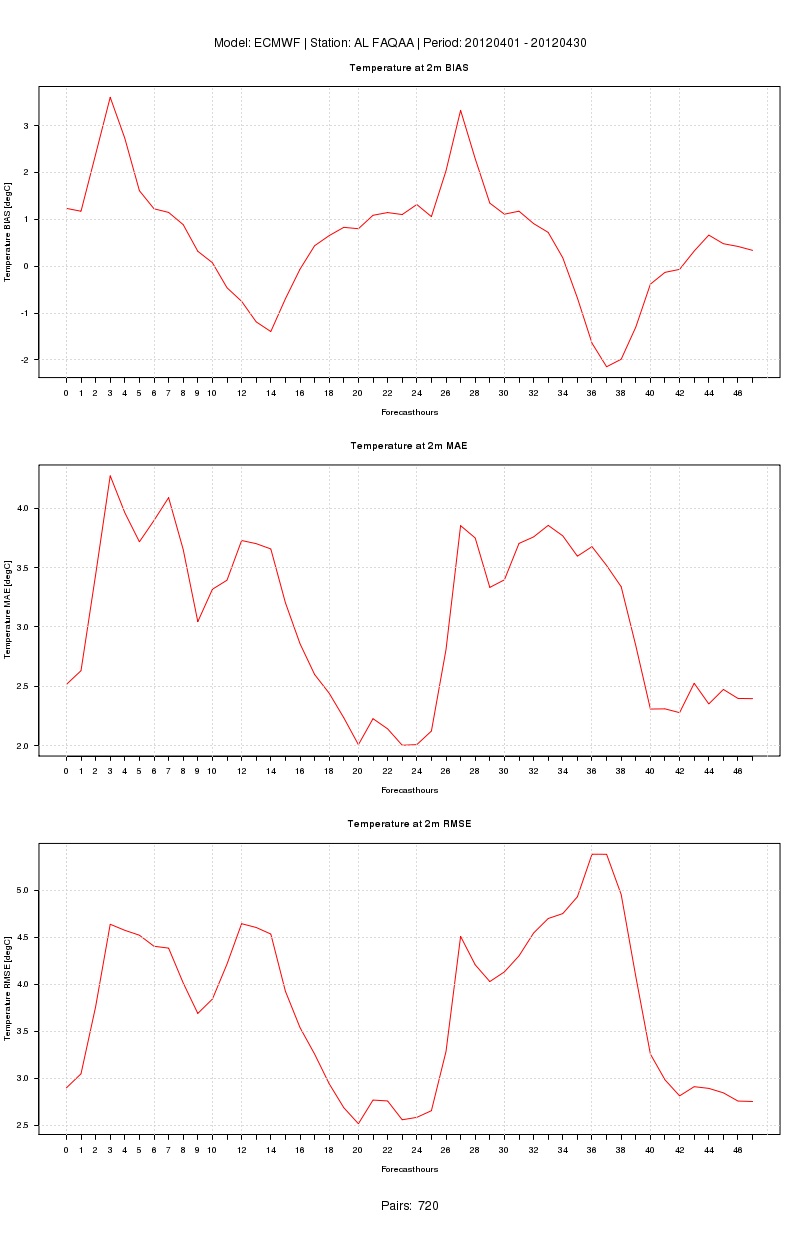 Model: ECMWF | Station: AL FAQAA | Period: 20120401 - 20120430
Temperature at 2m BIAS
Temperature BIAS [degC]
3
2
1
0
-1
-2
0 1 2 3 4 5 6 7 8 9 10 12 14 16 18 20 22 24 26 28 30 32 34 36 38 40 42 44 46
Forecasthours
Temperature at 2m MAE
Temperature MAE [degC]
4.0
3.5
3.0
2.5
2.0
0 1 2 3 4 5 6 7 8 9 10 12 14 16 18 20 22 24 26 28 30 32 34 36 38 40 42 44 46
Forecasthours
Temperature at 2m RMSE
Temperature RMSE [degC]
5.0
4.5
4.0
3.5
3.0
2.5
0 1 2 3 4 5 6 7 8 9 10 12 14 16 18 20 22 24 26 28 30 32 34 36 38 40 42 44 46
Forecasthours
Pairs: 720